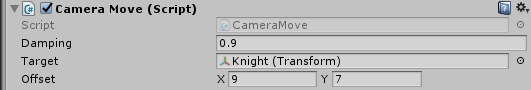 Camera Move (Script)
Script CameraMove
Damping 0.9
Target Knight (Transform)
Offset X 9 Y 7